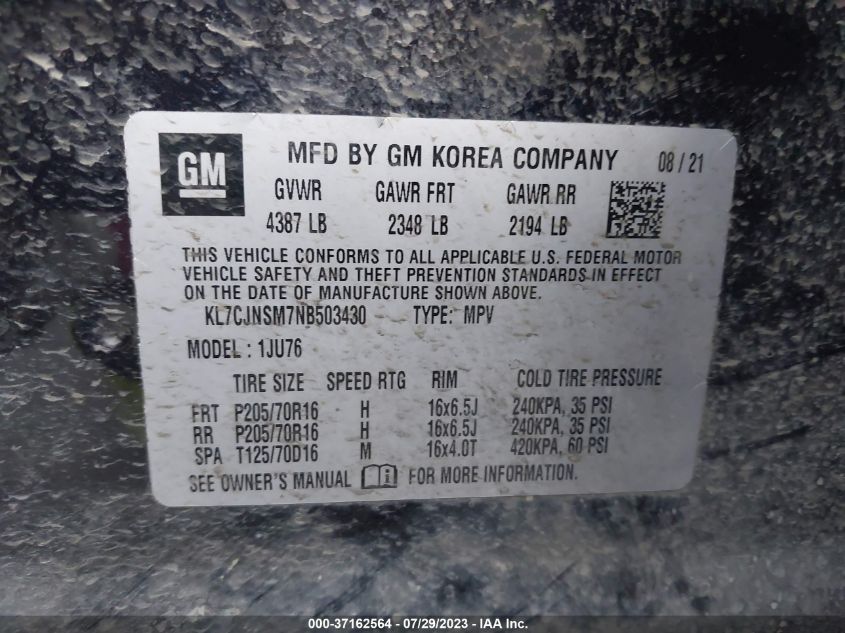 GM MFD BY GM KOREA COMPANY 08/21
GVWR GAWR FRT GAWR RR
4387 LB 2348 LB 2194 LB
THIS VEHICLE CONFORMS TO ALL APPLICABLE U.S. FEDERAL MOTOR
VEHICLE SAFETY AND THEFT PREVENTION STANDARDS IN EFFECT
ON THE DATE OF MANUFACTURE SHOWN ABOVE.
KL7CJNSM7NB503430 TYPE: MPV
MODEL : 1JU76
TIRE SIZE SPEED RTG RIM COLD TIRE PRESSURE
FRT P205/70R16 H 16x6.5J 240KPA, 35 PSI
RR P205/70R16 H 16x6.5J 240KPA, 35 PSI
SPA T125/70D16 M 16x4.0T 420KPA, 60 PSI
SEE OWNER'S MANUAL i FOR MORE INFORMATION.
000-37162564 / 07/29/2023 - IAA Inc.